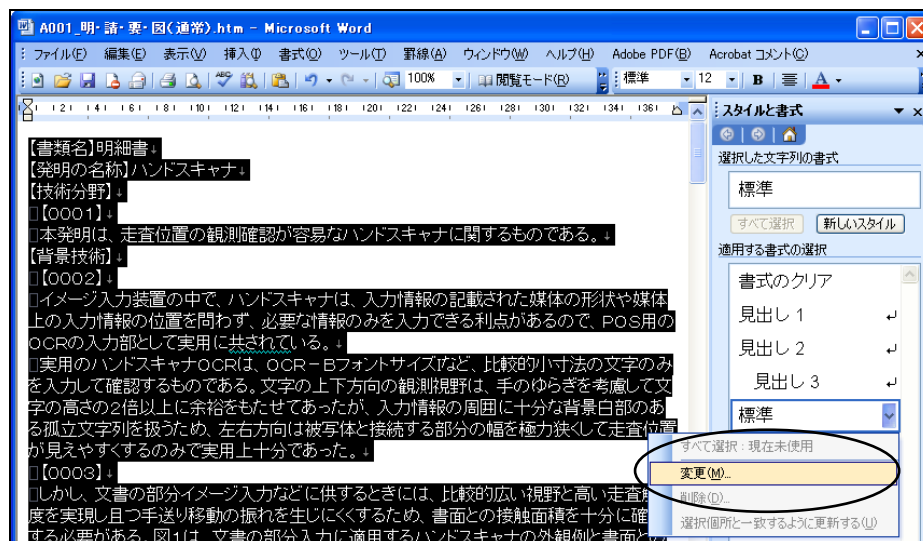 A001_明・請・要・図(通常).htm - Microsoft Word
ファイル(F) 編集(E) 表示(V) 挿入(I) 書式(O) ツール(T) 罫線(A) ウィンドウ(W) ヘルプ(H) Adobe PDF(B) Acrobat コメント(C)
100% 閲覧モード(R) 標準 12 B A
2 4 6 8 10 12 14 16 18 20 22 24 26 28 30 32 34 36
【書類名】明細書↓
【発明の名称】ハンドスキャナ↓
【技術分野】↓
□【0001】↓
□本発明は、走査位置の観測確認が容易なハンドスキャナに関するものである。↓
【背景技術】↓
□【0002】↓
□イメージ入力装置の中で、ハンドスキャナは、入力情報の記載された媒体の形状や媒体
上の入力情報の位置を問わず、必要な情報のみを入力できる利点があるので、POS用の
OCRの入力部として実用に共されている。↓
□実用のハンドスキャナOCRは、OCR－Bフォントサイズなど、比較的小寸法の文字のみ
を入力して確認するものである。文字の上下方向の観測視野は、手のゆらぎを考慮して文
字の高さの2倍以上に余裕をもたせてあったが、入力情報の周囲に十分な背景白部のあ
る孤立文字列を扱うため、左右方向は被写体と接続する部分の幅を極力狭くして走査位置
が見えやすくするのみで実用上十分であった。↓
□【0003】↓
□しかし、文書の部分イメージ入力などに供するときには、比較的広い視野と高い走査
度を実現し且つ手送り移動の振れを生じにくくするため、書面との接触面積を十分に確
する必要がある。図1は、文書の部分入力に適用するハンドスキャナの外観例と書面と
スタイルと書式
選択した文字列の書式
標準
すべて選択 新しいスタイル
適用する書式の選択
書式のクリア
見出し 1 ↵
見出し 2 ↵
見出し 3 ↵
標準
すべて選択 : 現在未使用
変更(M)...
削除(D)...
選択個所と一致するように更新する(U)